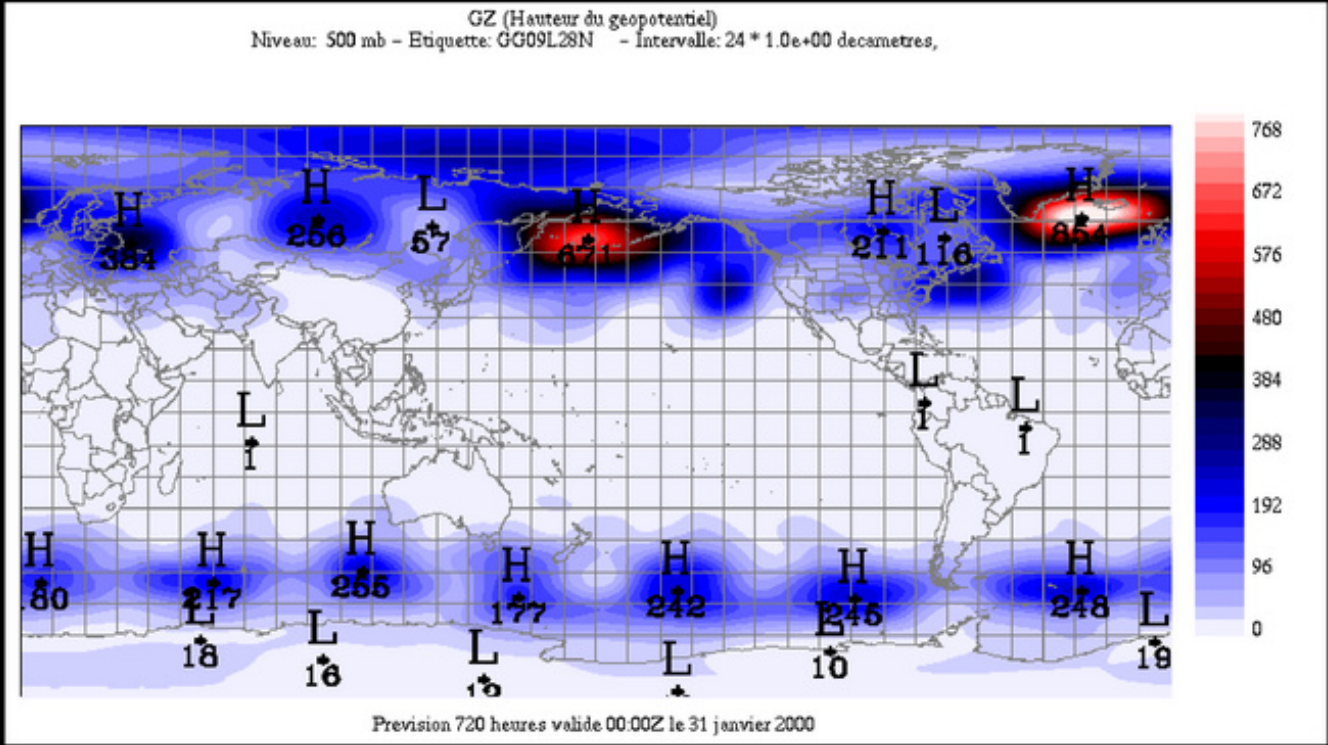 GZ (Hauteur du geopotentiel)
Niveau: 500 mb - Etiquette: GG09L28N - Intervalle: 24 * 1.0e+00 decametres,
768
672
576
480
384
288
192
96
0
H H L H H L H
384 256 57 671 211 116 854
L L L
1 1 1
H H H H H H H
180 217 255 177 242 245 248
L L L L L L
18 16 10 19
Prevision 720 heures valide 00:00Z le 31 janvier 2000